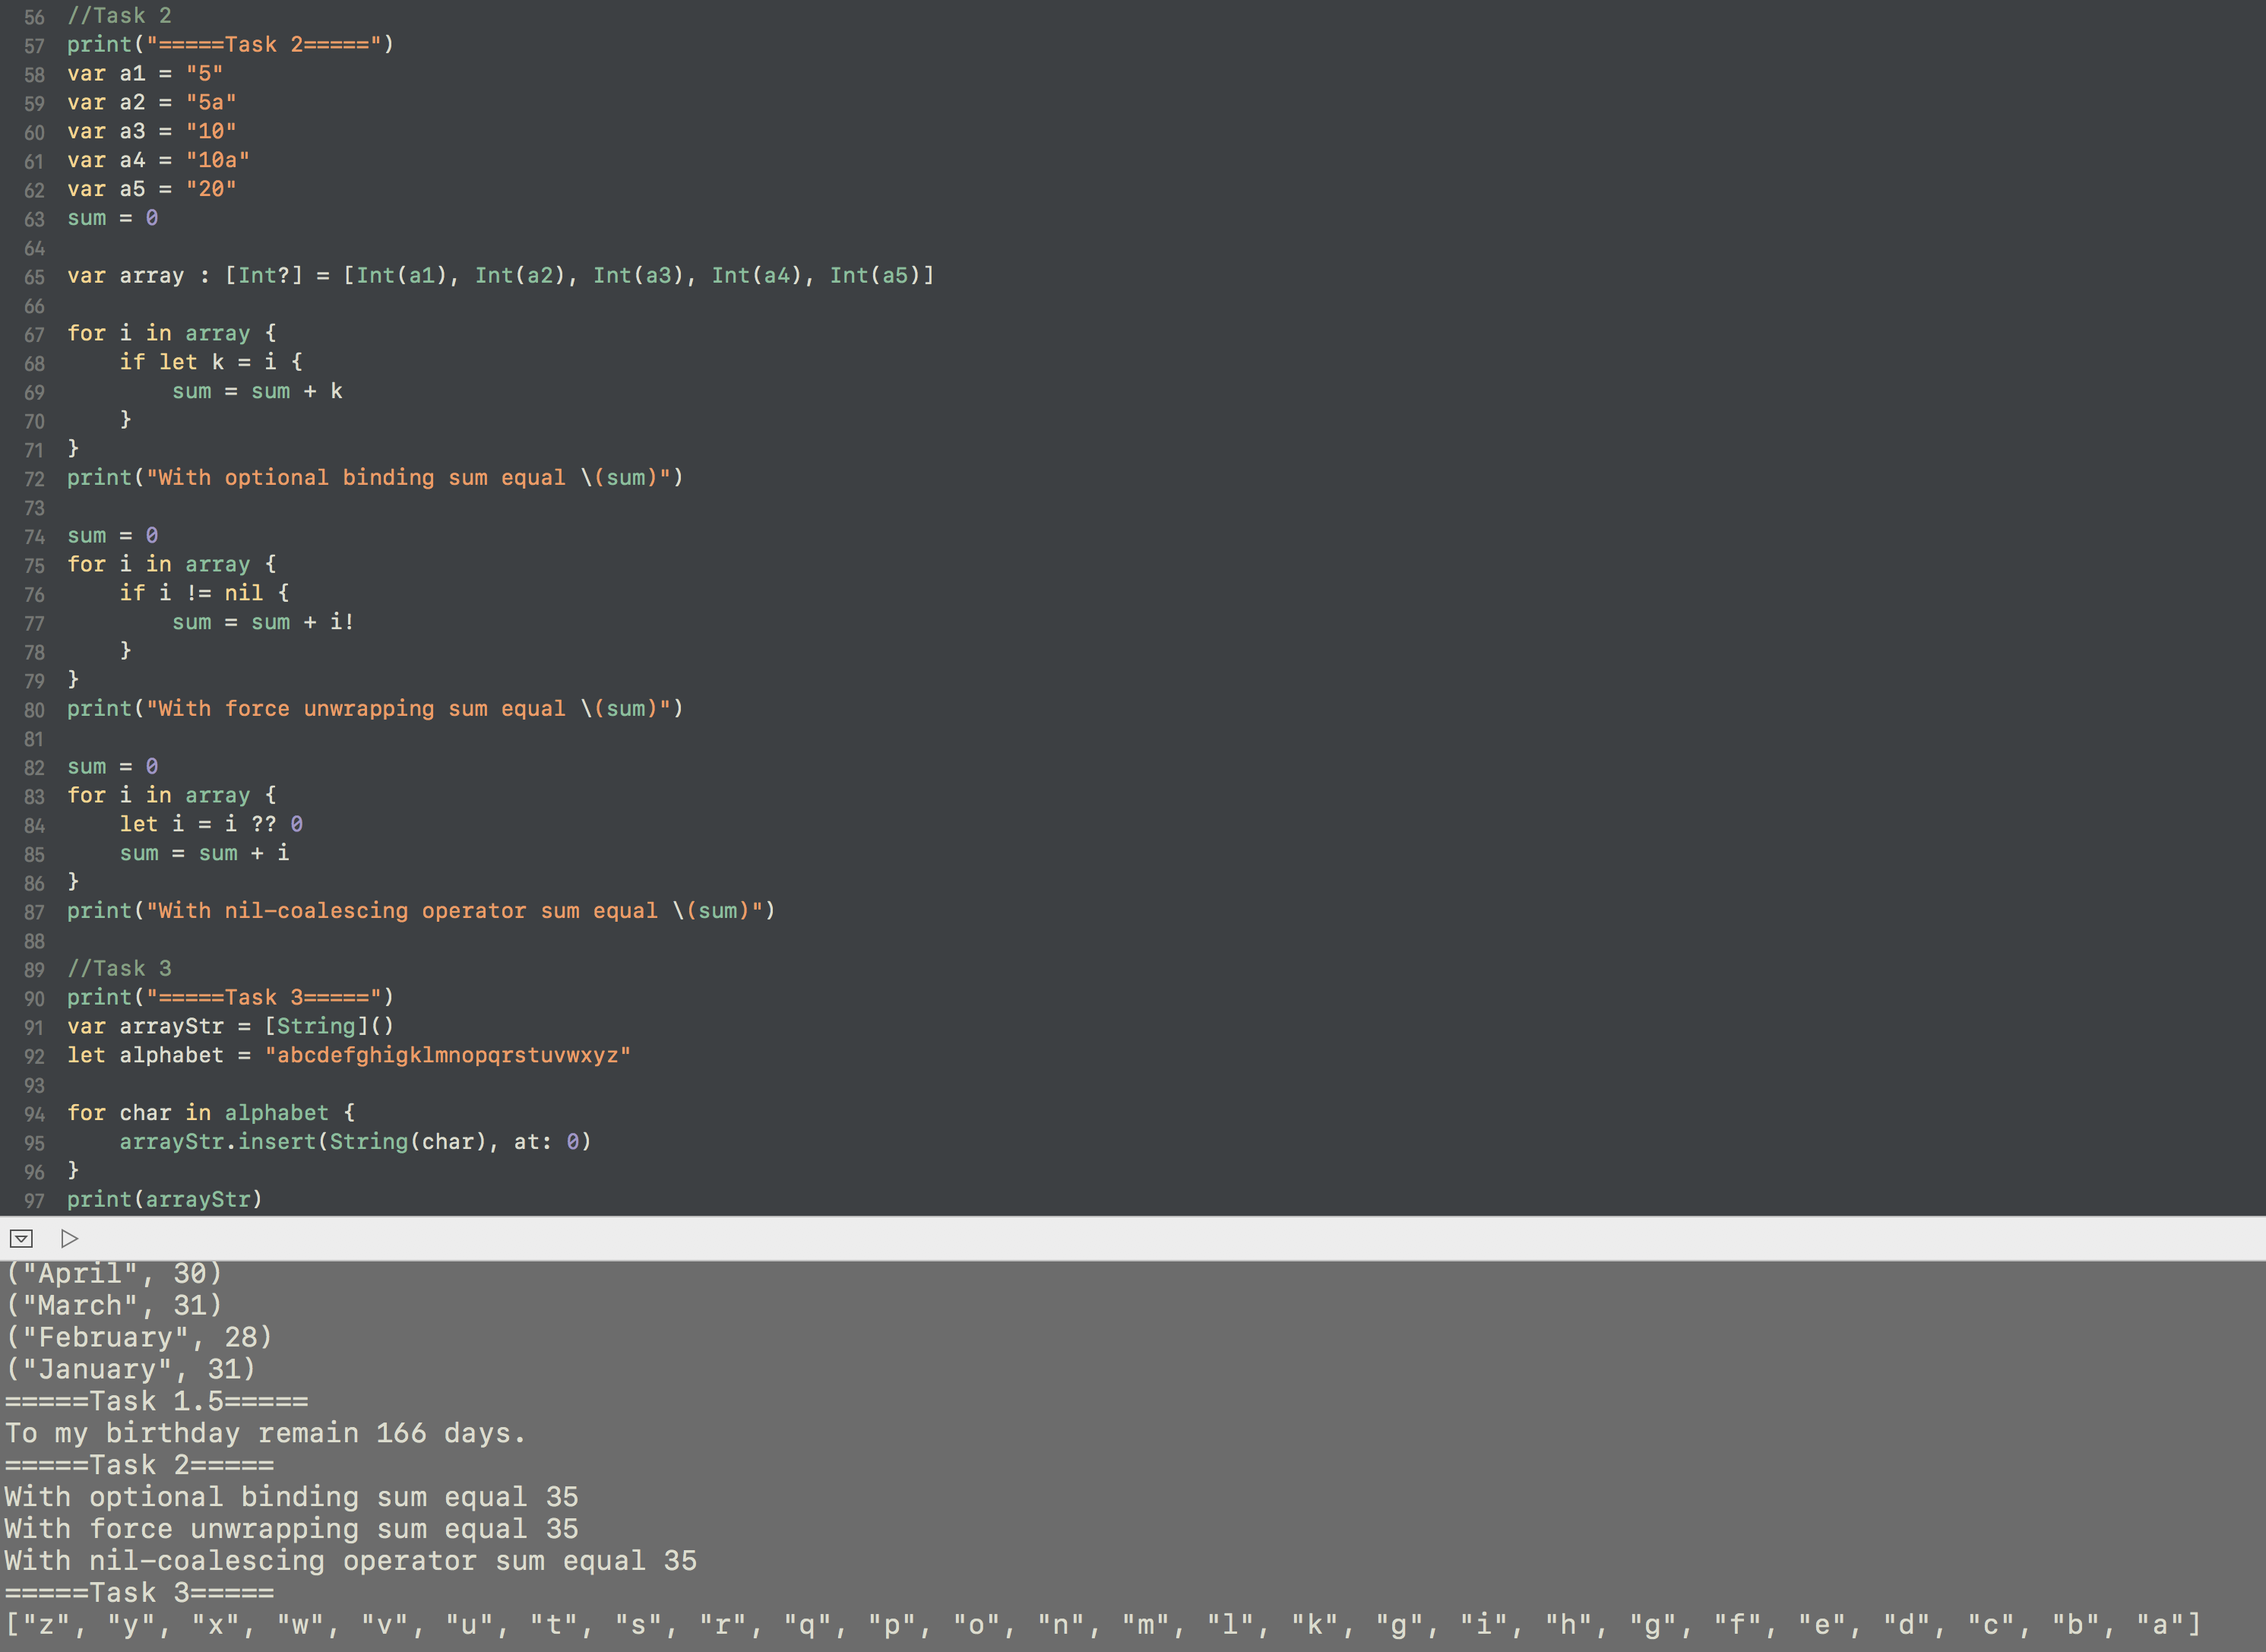 56 //Task 2
57 print("=====Task 2=====")
58 var a1 = "5"
59 var a2 = "5a"
60 var a3 = "10"
61 var a4 = "10a"
62 var a5 = "20"
63 sum = 0
64
65 var array : [Int?] = [Int(a1), Int(a2), Int(a3), Int(a4), Int(a5)]
66
67 for i in array {
68     if let k = i {
69         sum = sum + k
70     }
71 }
72 print("With optional binding sum equal \(sum)")
73
74 sum = 0
75 for i in array {
76     if i != nil {
77         sum = sum + i!
78     }
79 }
80 print("With force unwrapping sum equal \(sum)")
81
82 sum = 0
83 for i in array {
84     let i = i ?? 0
85     sum = sum + i
86 }
87 print("With nil-coalescing operator sum equal \(sum)")
88
89 //Task 3
90 print("=====Task 3=====")
91 var arrayStr = [String]()
92 let alphabet = "abcdefghigklmnopqrstuvwxyz"
93
94 for char in alphabet {
95     arrayStr.insert(String(char), at: 0)
96 }
97 print(arrayStr)
("April", 30)
("March", 31)
("February", 28)
("January", 31)
=====Task 1.5=====
To my birthday remain 166 days.
=====Task 2=====
With optional binding sum equal 35
With force unwrapping sum equal 35
With nil-coalescing operator sum equal 35
=====Task 3=====
["z", "y", "x", "w", "v", "u", "t", "s", "r", "q", "p", "o", "n", "m", "l", "k", "g", "i", "h", "g", "f", "e", "d", "c", "b", "a"]